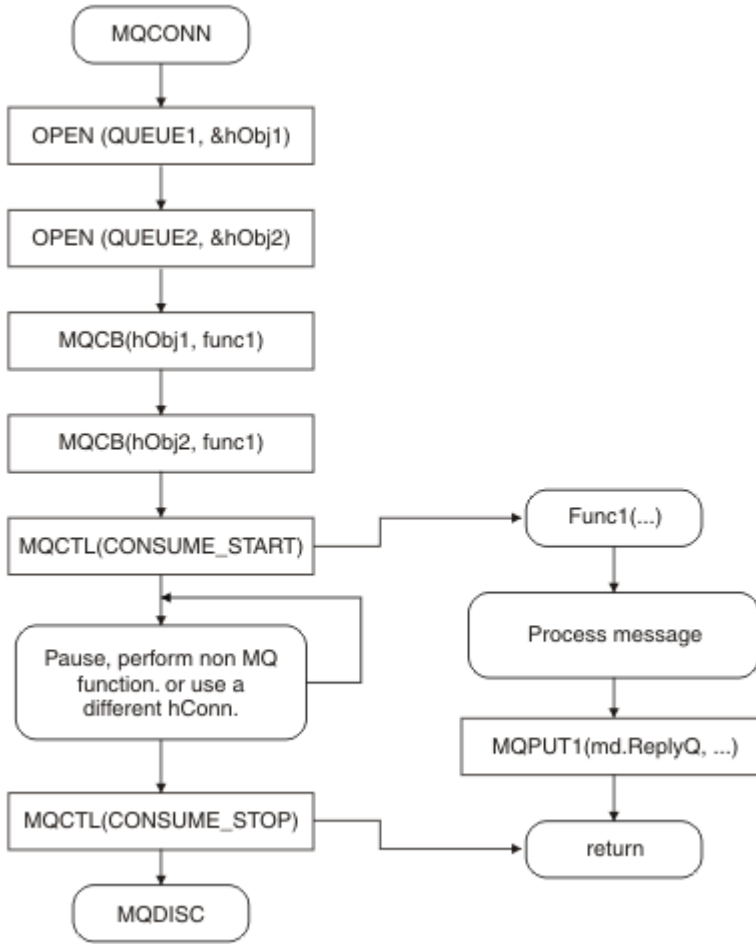 MQCONN
OPEN (QUEUE1, &hObj1)
OPEN (QUEUE2, &hObj2)
MQCB(hObj1, func1)
MQCB(hObj2, func1)
MQCTL(CONSUME_START)
Pause, perform non MQ
function. or use a
different hConn.
MQCTL(CONSUME_STOP)
MQDISC
Func1(...)
Process message
MQPUT1(md.ReplyQ, ...)
return